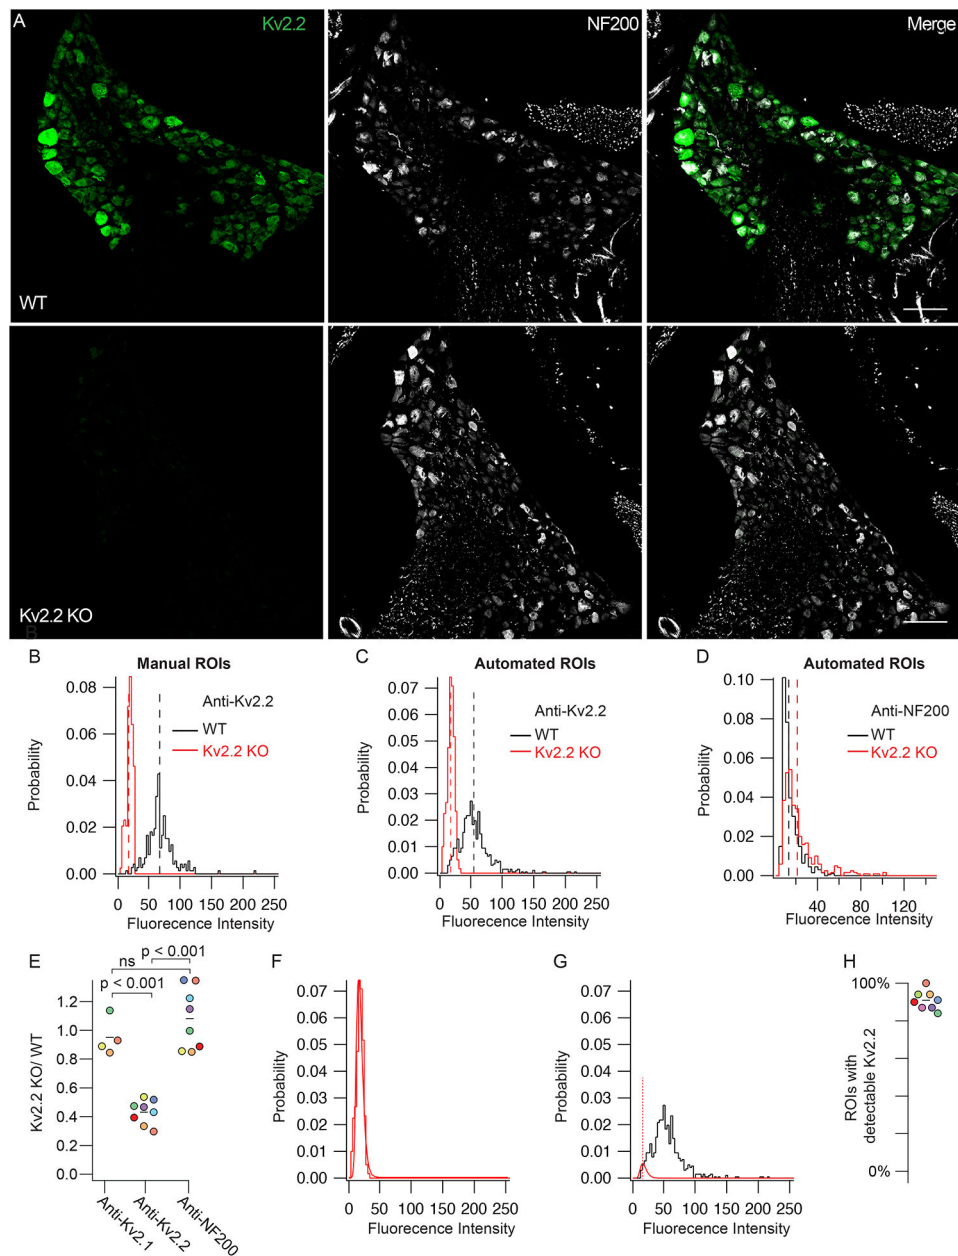 A
Kv2.2
NF200
Merge
WT
Kv2.2 KO
B
B
Manual ROIs
Anti-Kv2.2
WT
Kv2.2 KO
Probability
0.08
0.06
0.04
0.02
0.00
0 50 100 150 200 250
Fluorecence Intensity
C
Automated ROIs
Anti-Kv2.2
WT
Kv2.2 KO
Probability
0.07
0.06
0.05
0.04
0.03
0.02
0.01
0.00
0 50 100 150 200 250
Fluorecence Intensity
D
Automated ROIs
Anti-NF200
WT
Kv2.2 KO
Probability
0.10
0.08
0.06
0.04
0.02
0.00
40 80 120
Fluorecence Intensity
E
p < 0.001
ns
p < 0.001
Kv2.2 KO/ WT
1.2
1.0
0.8
0.6
0.4
0.2
0.0
Anti-Kv2.1
Anti-Kv2.2
Anti-NF200
F
Probability
0.07
0.06
0.05
0.04
0.03
0.02
0.01
0.00
0 50 100 150 200 250
Fluorecence Intensity
G
Probability
0.07
0.06
0.05
0.04
0.03
0.02
0.01
0.00
0 50 100 150 200 250
Fluorecence Intensity
H
ROIs with
detectable Kv2.2
100%
0%